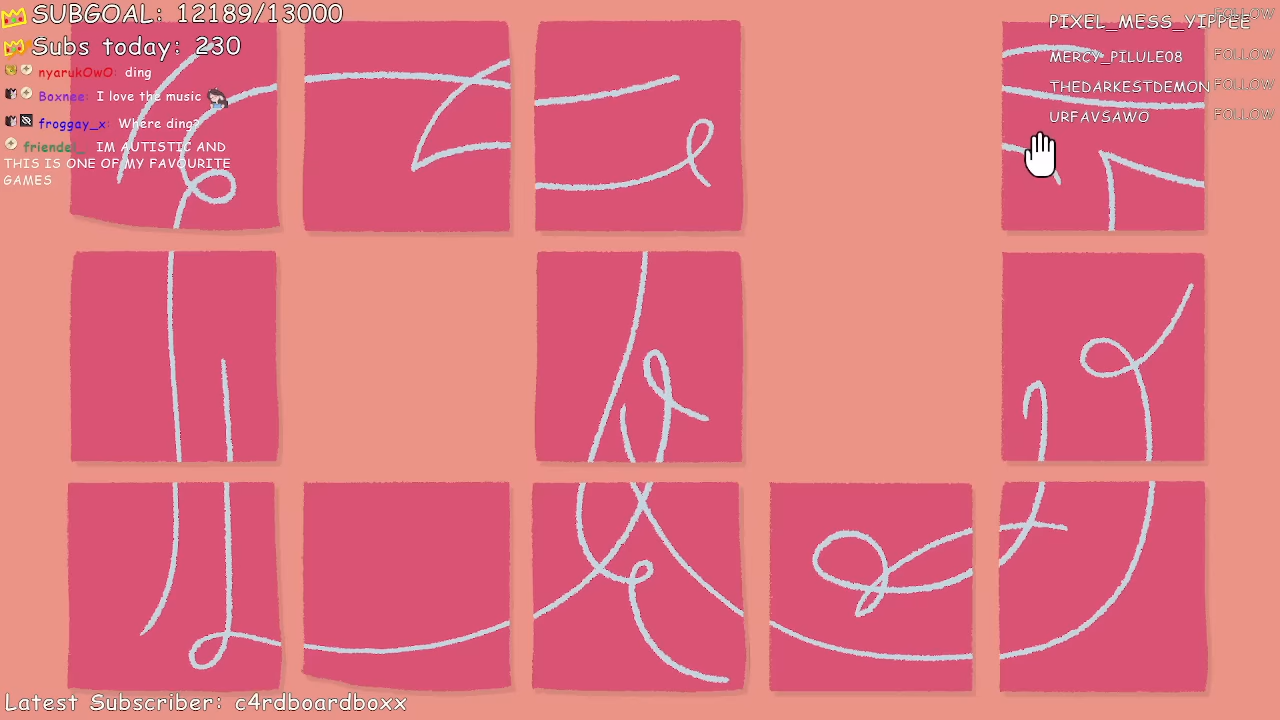 SUBGOAL: 12189/13000
Subs today: 230
nyarukOwO: ding
Boxnee: I love the music
froggay_x: Where ding?
friendel_ IM AUTISTIC AND
THIS IS ONE OF MY FAVOURITE
GAMES
PIXEL_MESS_YIPPEE FOLLOW
MERCY_PILULE08 FOLLOW
THEDARKESTDEMON FOLLOW
URFAVSAWO FOLLOW
Latest Subscriber: c4rdboardboxx